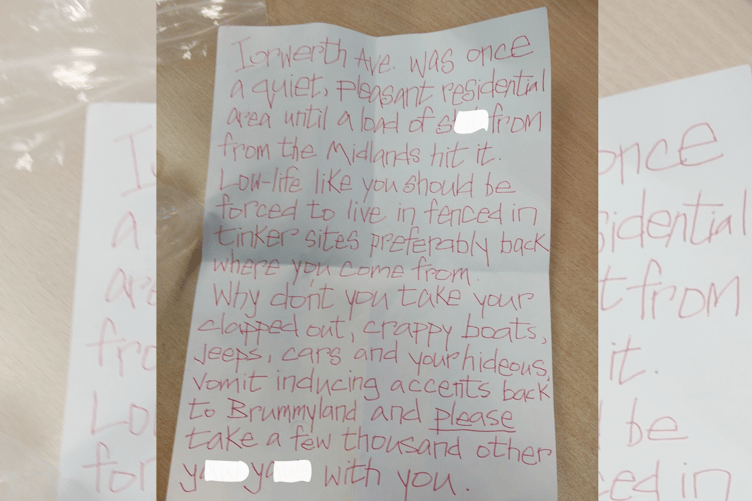 Iorwerth Ave. was once
a quiet, pleasant residential
area until a load of from
from the Midlands hit it.
Low-life like you should be
forced to live in fenced in
tinker sites preferably back
where you come from.
Why don't you take your
clapped out, crappy boats,
Jeeps, cars and your hideous,
vomit inducing accents back
to Brummyland and please
take a few thousand other
with you.